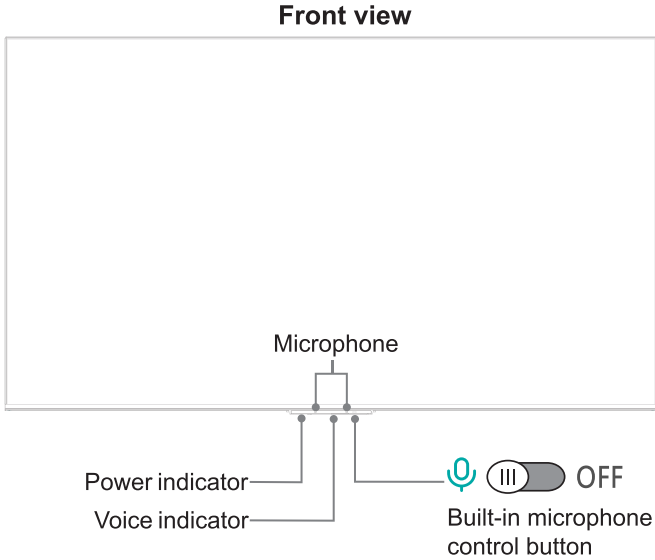 Front view
Microphone
Power indicator
Voice indicator
OFF
Built-in microphone
control button